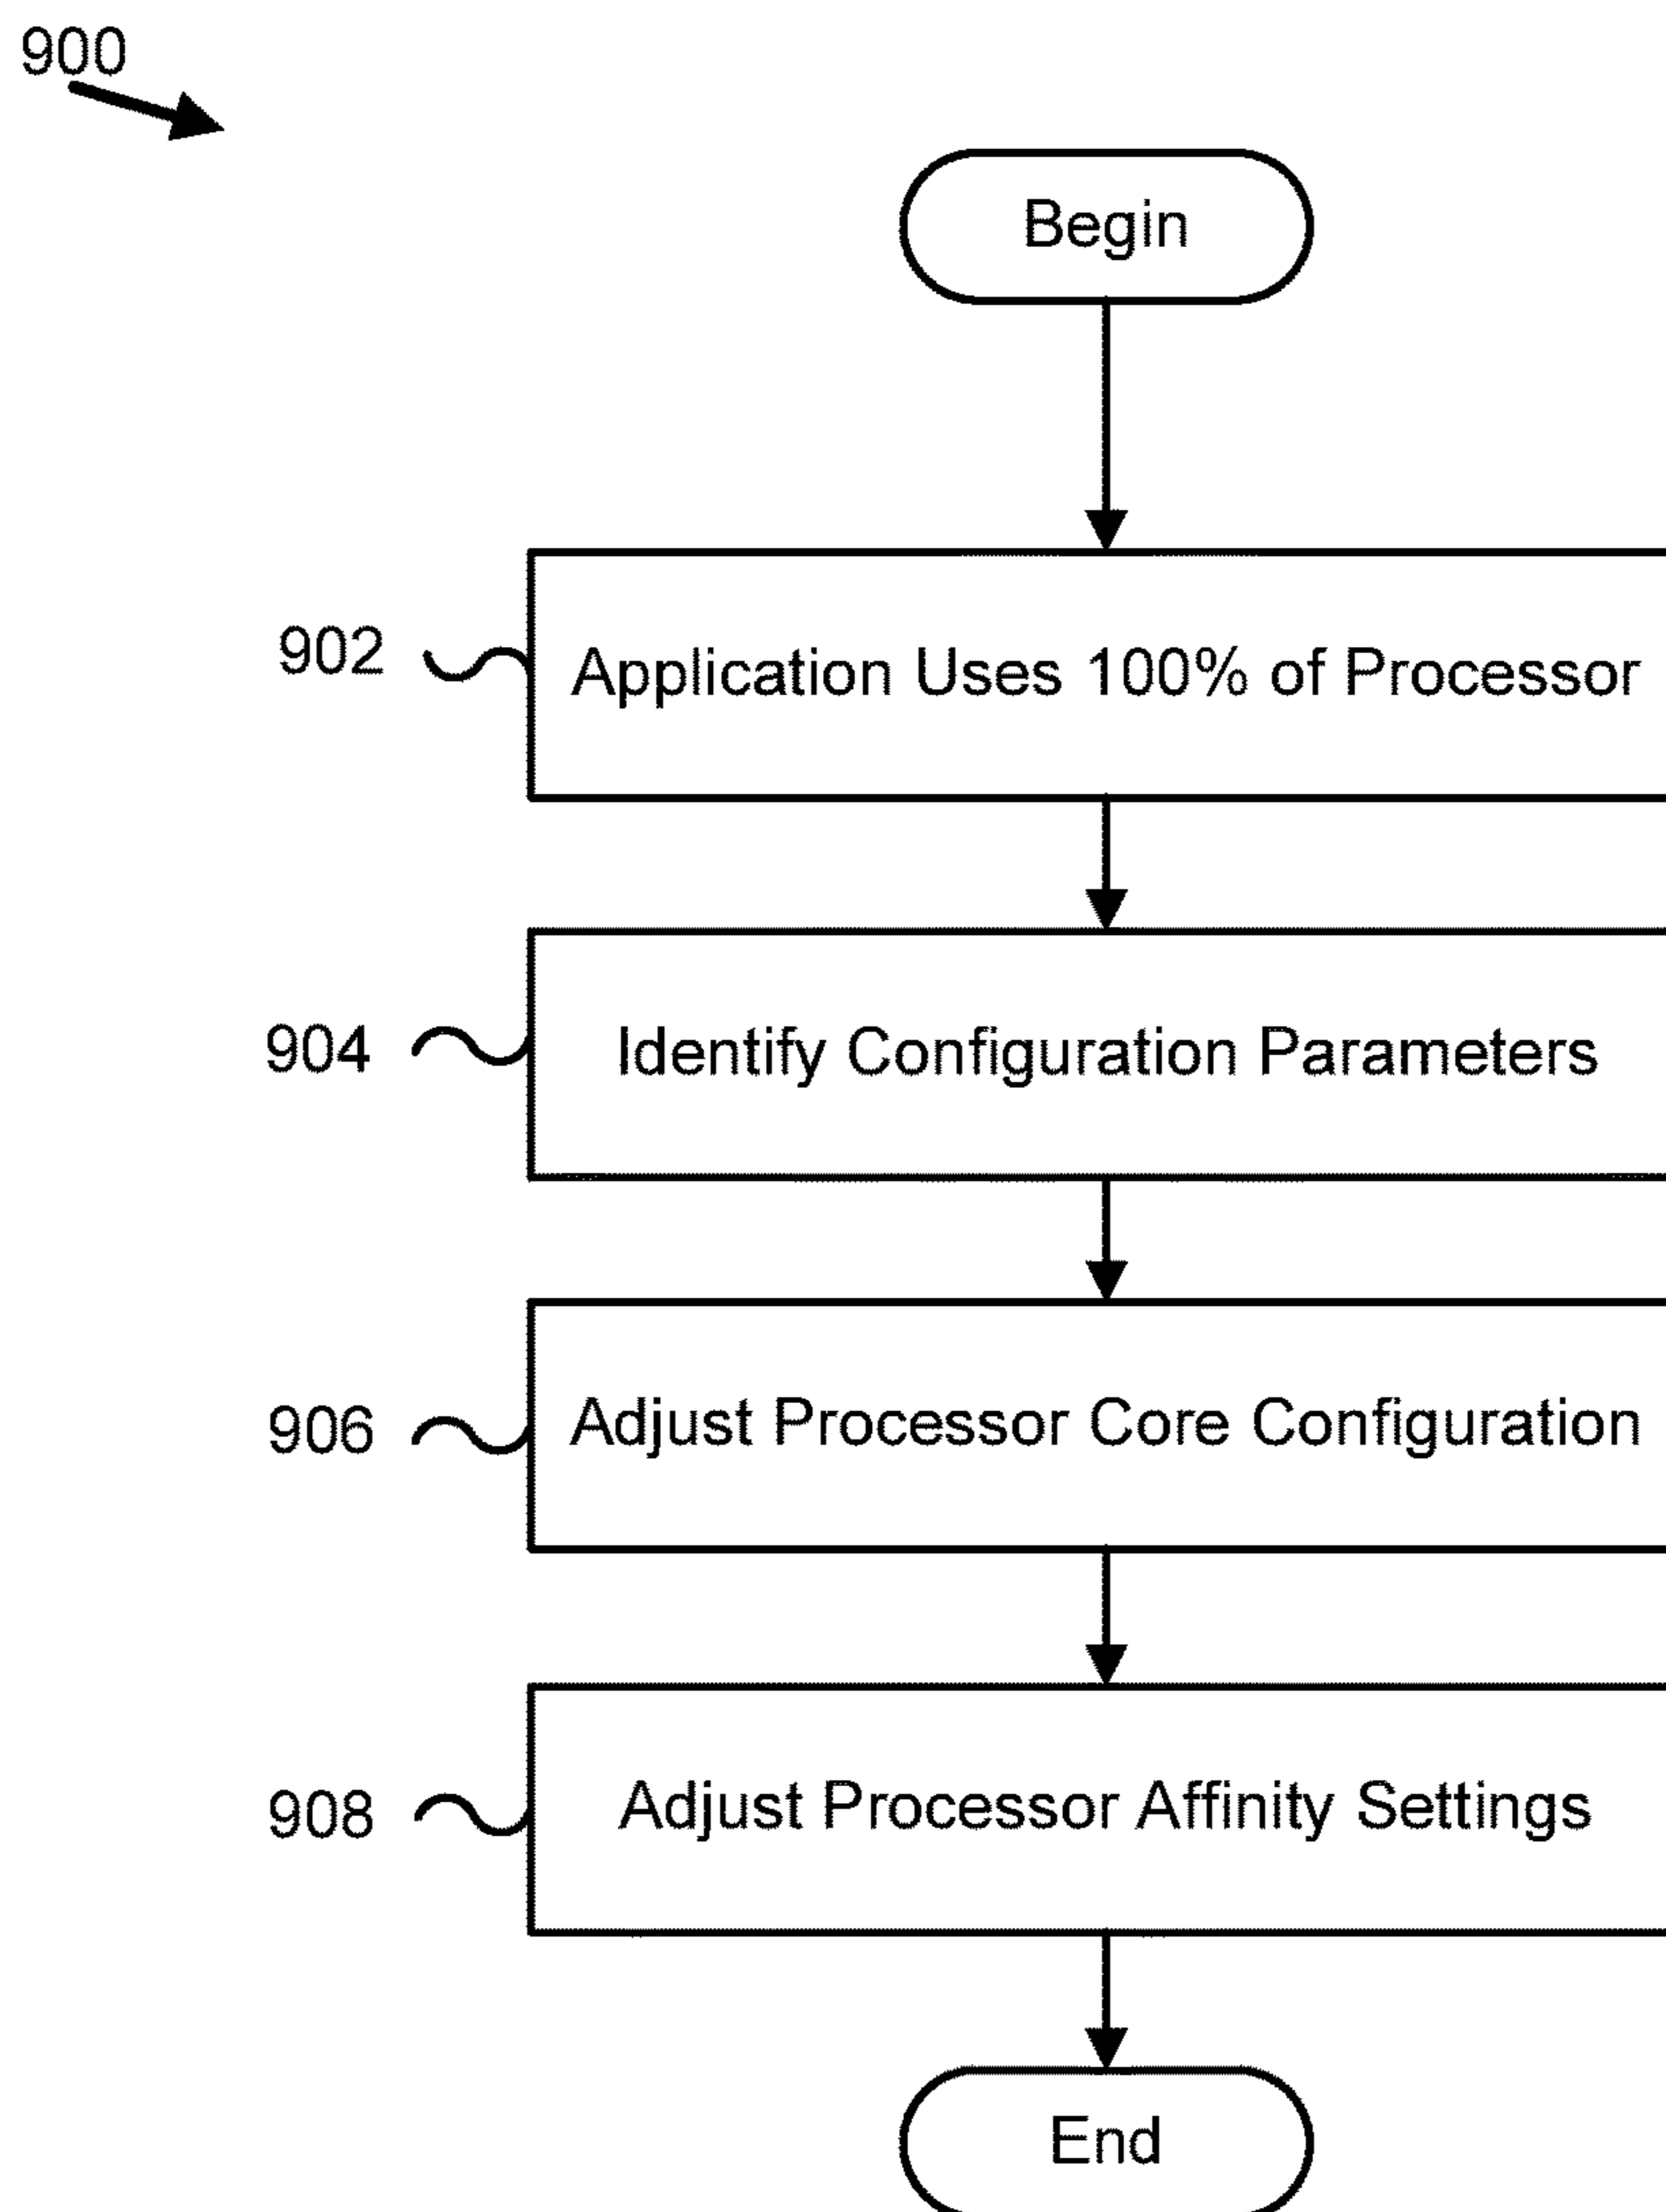 900
Begin
902
Application Uses 100% of Processor
904
Identify Configuration Parameters
906
Adjust Processor Core Configuration
908
Adjust Processor Affinity Settings
End